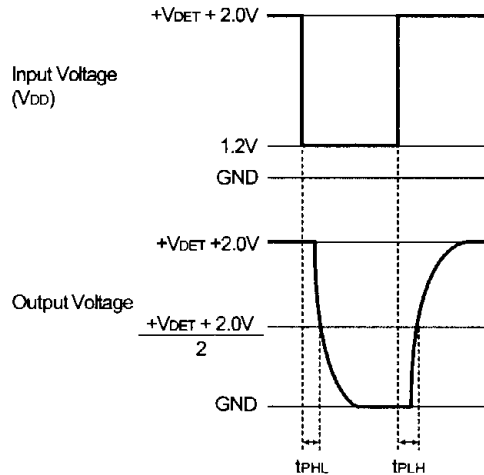 +VDET + 2.0V
Input Voltage
(VDD)
1.2V
GND
+VDET +2.0V
Output Voltage
+VDET + 2.0V
2
GND
tPHL
tPLH